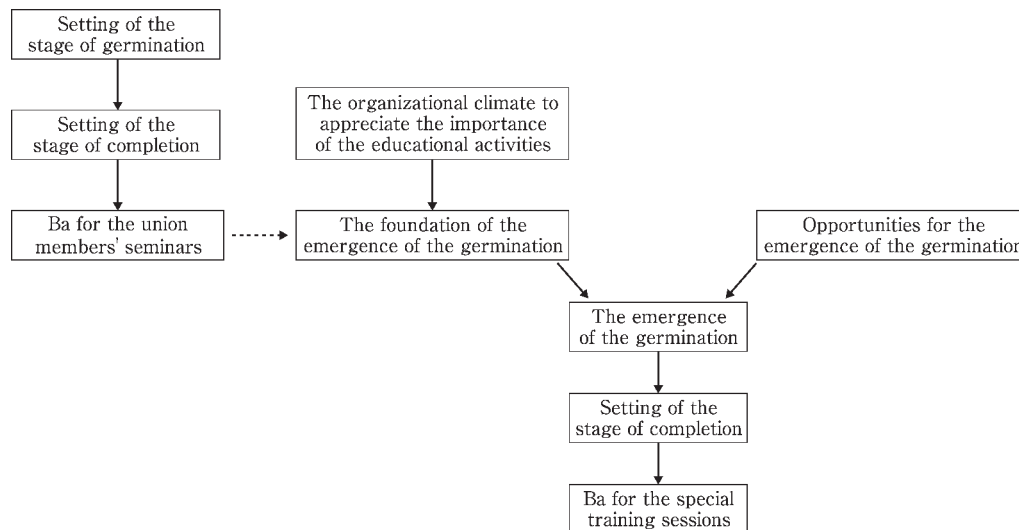 Setting of the
stage of germination
Setting of the
stage of completion
The organizational climate to
appreciate the importance
of the educational activities
Ba for the union
members' seminars
The foundation of the
emergence of the germination
Opportunities for the
emergence of the germination
The emergence
of the germination
Setting of the
stage of completion
Ba for the special
training sessions